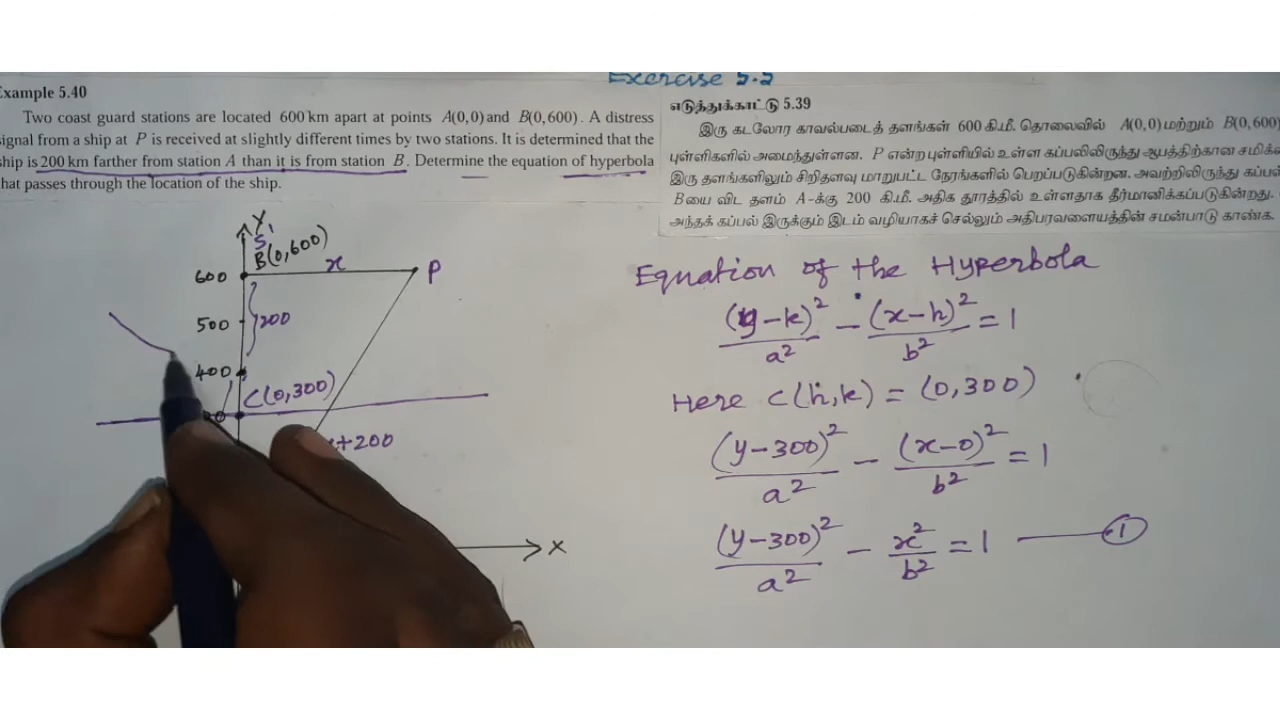 Exercise 5.5
Example 5.40
Two coast guard stations are located 600 km apart at points A(0,0) and B(0,600). A distress
signal from a ship at P is received at slightly different times by two stations. It is determined that the
ship is 200 km farther from station A than it is from station B. Determine the equation of hyperbola
that passes through the location of the ship.
எடுத்துக்காட்டு 5.39
இரு கடலோர காவல்படைத் தளங்கள் 600 கி.மீ. தொலைவில் A(0,0) மற்றும் B(0,600)
புள்ளிகளில் அமைந்துள்ளன. P என்ற புள்ளியில் உள்ள கப்பலிலிருந்து ஆபத்திற்கான
இரு தளங்களிலும் சிறிதளவு மாறுபட்ட நேரங்களில் பெறப்படுகின்றன. அவற்றிலிருந்து
B யை விட தளம் A-க்கு 200 கி.மீ. அதிக தூரத்தில் உள்ளதாக தீர்மானிக்கப்படுகின்றது.
அந்தக் கப்பல் இருக்கும் இடம் வழியாகச் செல்லும் அதிபரவளையத்தின் சமன்பாடு காண்க.
Y
S'
B(0,600)
600
x
P
500
200
400
C(0,300)
x+200
X
Equation of the Hyperbola
(y-k)²/a² - (x-h)²/b² = 1
Here C(h,k) = (0,300)
(y-300)²/a² - (x-0)²/b² = 1
(y-300)²/a² - x²/b² = 1 — ①